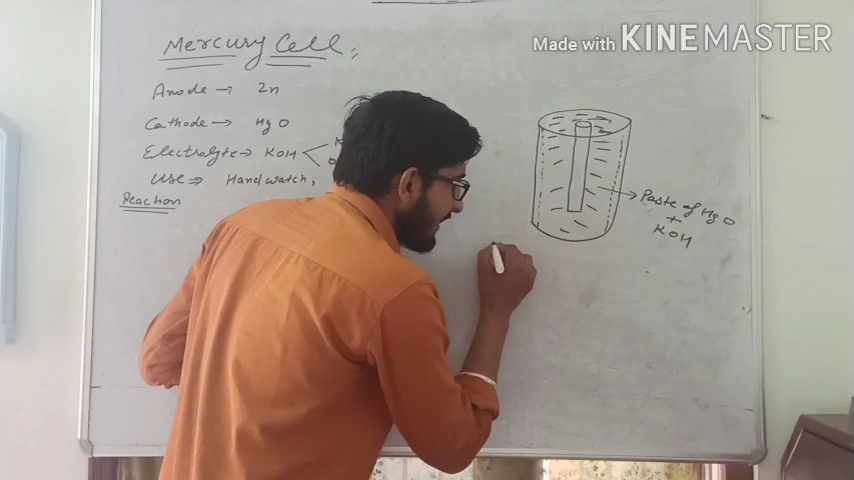 Made with KINEMASTER
Mercury Cell,
Anode → Zn
Cathode → HgO
Electrolyte → KOH
Use ⇒ Hand watch,
Reaction
Paste of HgO
+
KOH